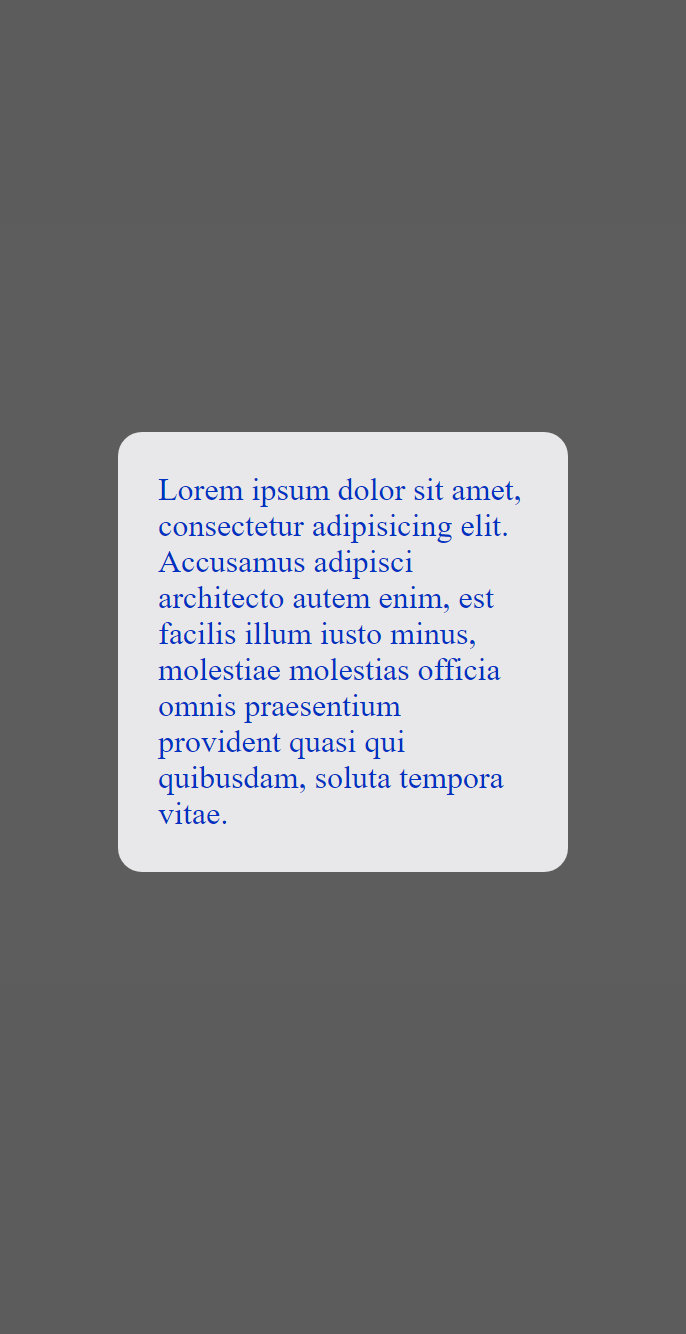 Lorem ipsum dolor sit amet,
consectetur adipisicing elit.
Accusamus adipisci
architecto autem enim, est
facilis illum iusto minus,
molestiae molestias officia
omnis praesentium
provident quasi qui
quibusdam, soluta tempora
vitae.